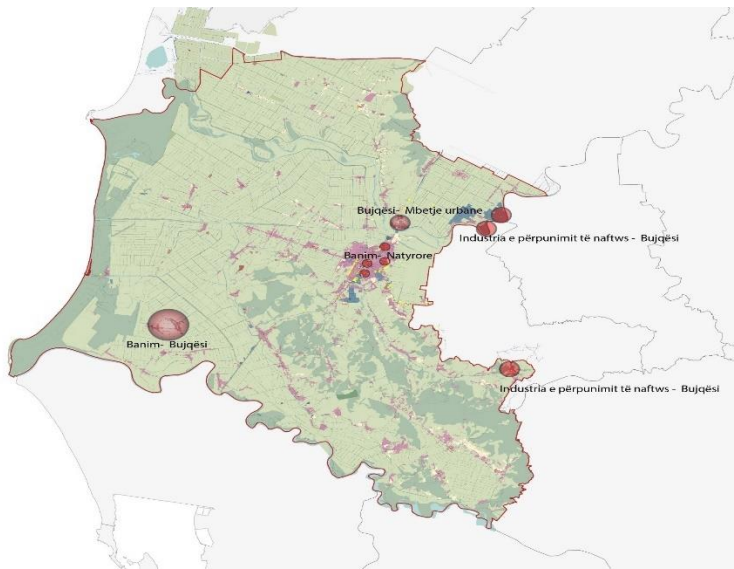 Bujqësi- Mbetje urbane
Industria e përpunimit të naftws - Bujqësi
Banim- Natyrore
Banim- Bujqësi
Industria e përpunimit të naftws - Bujqësi